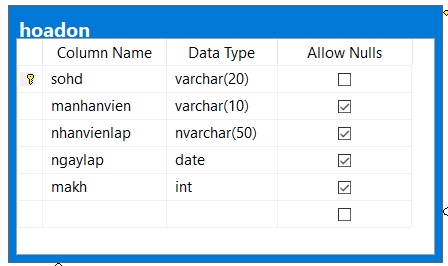 hoadon
Column Name Data Type Allow Nulls
sohd varchar(20)
manhanvien varchar(10)
nhanvienlap nvarchar(50)
ngaylap date
makh int